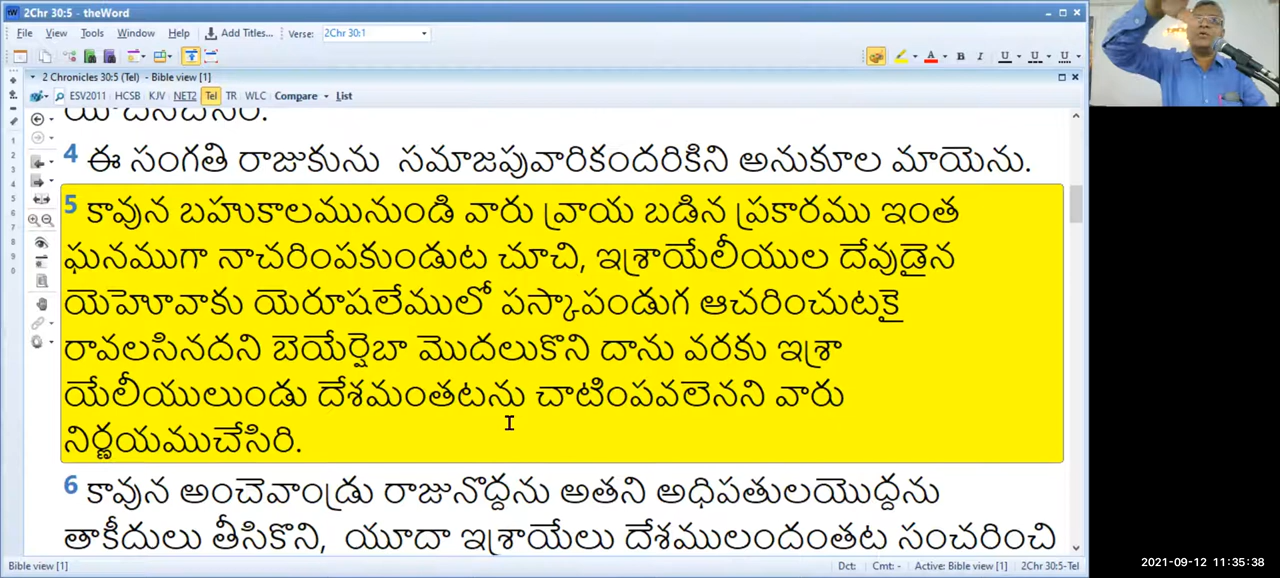 2Chr 30:5 - theWord
File View Tools Window Help Add Titles... Verse: 2Chr 30:1
B I U U U
2 Chronicles 30:5 (Tel) - Bible view [1]
ESV2011 HCSB KJV NET2 Tel TR WLC Compare List
యోచనచేసిరి.
4 ఈ సంగతి రాజుకును సమాజపువారికందరికిని అనుకూల మాయెను.
5 కావున బహుకాలమునుండి వారు వ్రాయ బడిన ప్రకారము ఇంత
ఘనముగా నాచరింపకుండుట చూచి, ఇశ్రాయేలీయుల దేవుడైన
యెహోవాకు యెరూషలేములో పస్కాపండుగ ఆచరించుటకై
రావలసినదని బెయేర్షెబా మొదలుకొని దాను వరకు ఇశ్రా
యేలీయులుండు దేశమంతటను చాటింపవలెనని వారు
నిర్ణయముచేసిరి.
6 కావున అంచెవాండ్రు రాజునొద్దను అతని అధిపతులయొద్దను
తాకీదులు తీసికొని, యూదా ఇశ్రాయేలు దేశములందంతట సంచరించి
Bible view [1] Dct: Cmt: - Active: Bible view [1] 2Chr 30:5-Tel
2021-09-12 11:35:38